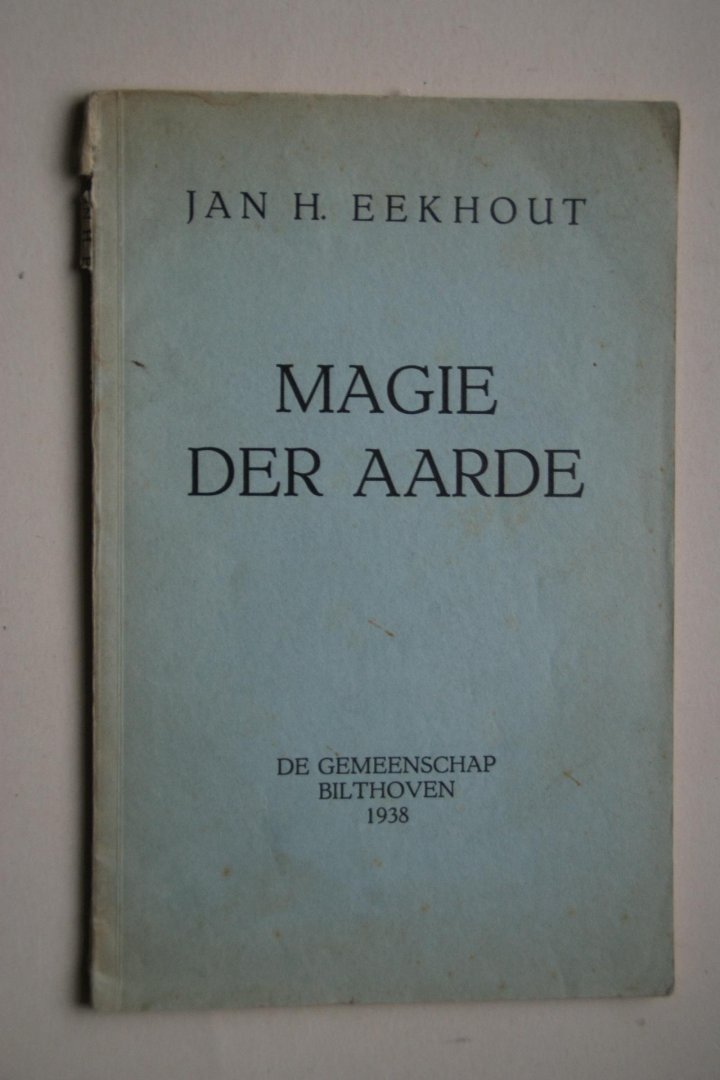 JAN H. EEKHOUT
MAGIE
DER AARDE
DE GEMEENSCHAP
BILTHOVEN
1938